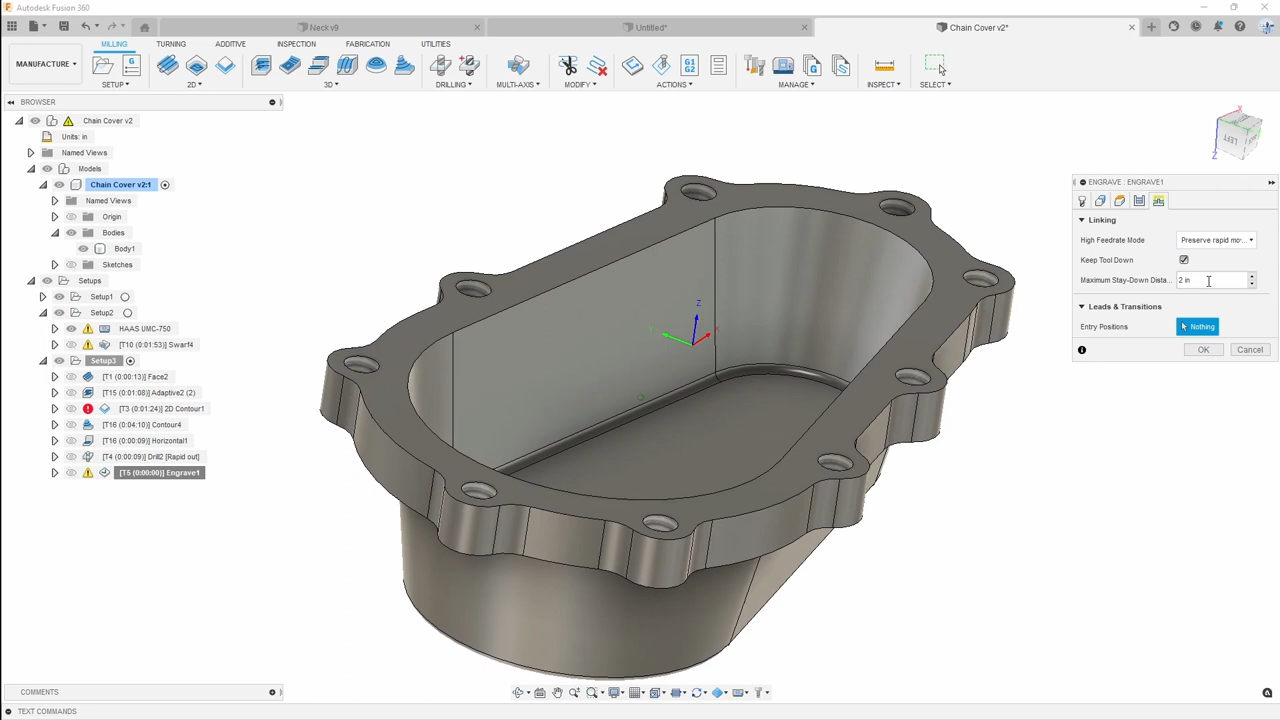 Autodesk Fusion 360
Neck v9
Untitled*
Chain Cover v2*
MILLING
TURNING
ADDITIVE
INSPECTION
FABRICATION
UTILITIES
MANUFACTURE
G1
G2
SETUP
2D
3D
DRILLING
MULTI-AXIS
MODIFY
ACTIONS
MANAGE
INSPECT
SELECT
BROWSER
Chain Cover v2
Units: in
Named Views
Models
Chain Cover v2:1
Named Views
Origin
Bodies
Body1
Sketches
Setups
Setup1
Setup2
HAAS UMC-750
[T10 (0:01:53)] Swarf4
Setup3
[T1 (0:00:13)] Face2
[T15 (0:01:08)] Adaptive2 (2)
[T3 (0:01:24)] 2D Contour1
[T16 (0:04:10)] Contour4
[T16 (0:00:09)] Horizontal1
[T4 (0:00:09)] Drill2 [Rapid out]
[T5 (0:00:00)] Engrave1
Z
X
Z
LEFT
X
ENGRAVE : ENGRAVE1
Linking
High Feedrate Mode
Preserve rapid mov...
Keep Tool Down
Maximum Stay-Down Dista...
2 in
Leads & Transitions
Entry Positions
Nothing
OK
Cancel
COMMENTS
TEXT COMMANDS